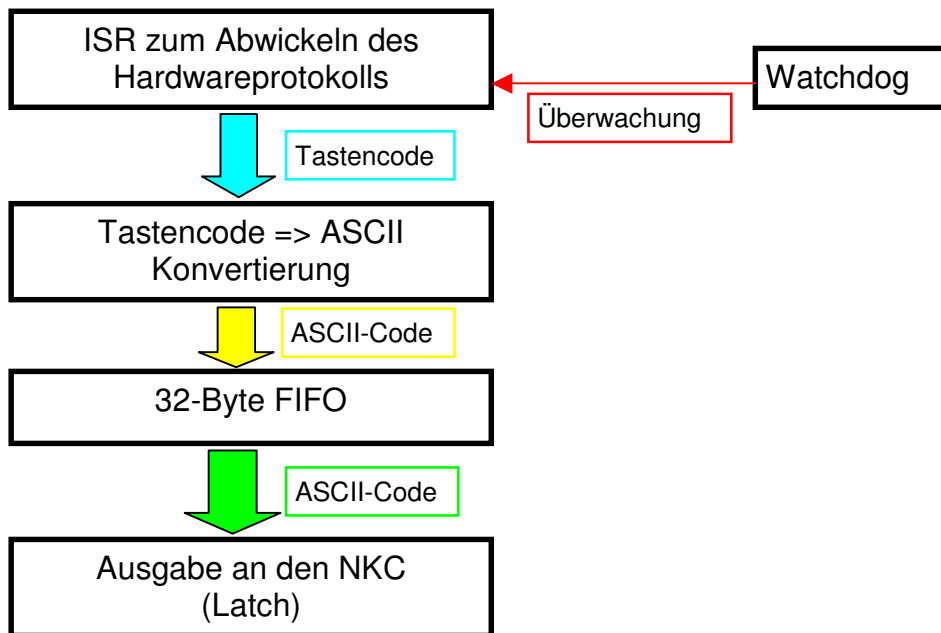 ISR zum Abwickeln des
Hardwareprotokolls
Watchdog
Überwachung
Tastencode
Tastencode => ASCII
Konvertierung
ASCII-Code
32-Byte FIFO
ASCII-Code
Ausgabe an den NKC
(Latch)